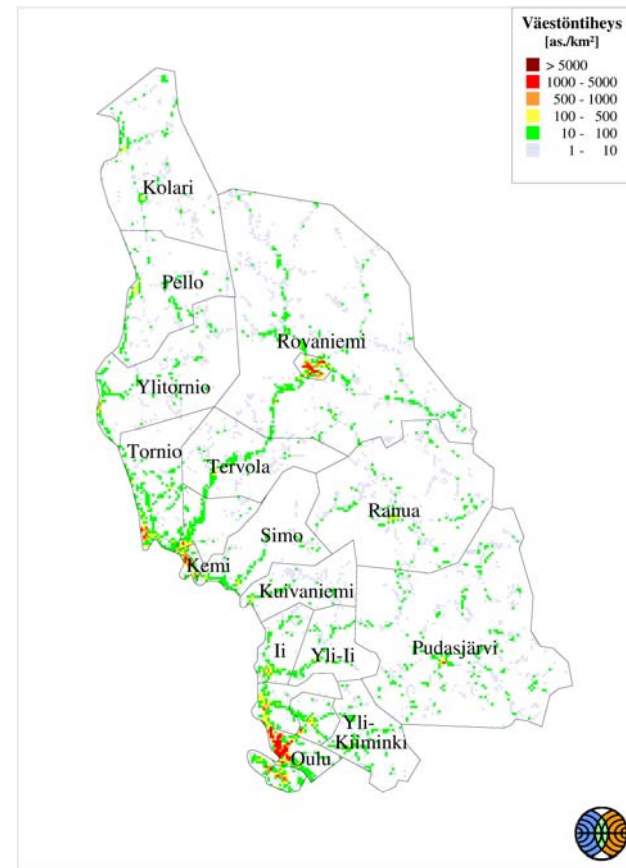 Väestöntiheys
[as./km²]
> 5000
1000 - 5000
500 - 1000
100 - 500
10 - 100
1 - 10
Kolari
Pello
Rovaniemi
Ylitornio
Tornio
Tervola
Ranua
Simo
Kemi
Kuivaniemi
Ii
Yli-Ii
Pudasjärvi
Yli-
Kiiminki
Oulu